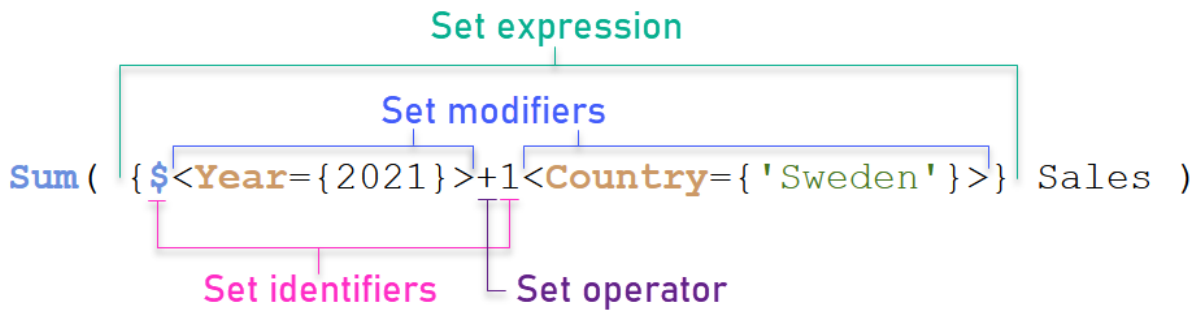 Set expression
Set modifiers
Sum( {$<Year={2021}>+1<Country={'Sweden'}>} Sales )
Set identifiers
Set operator